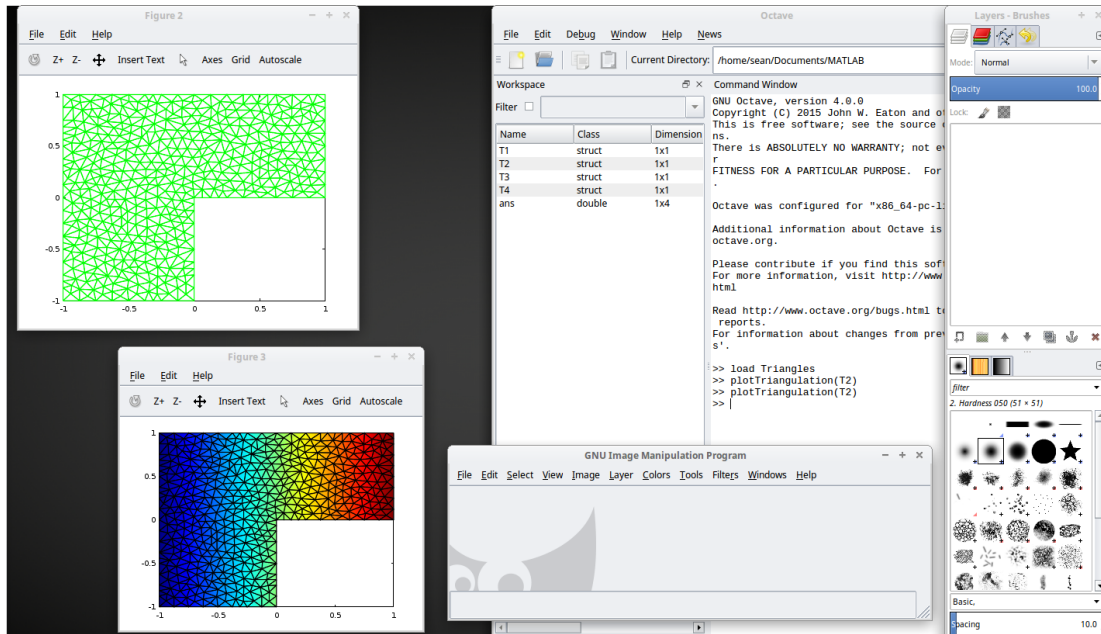 Figure 2
File Edit Help
Z+ Z- Insert Text Axes Grid Autoscale
1
0.5
0
-0.5
-1
-1 -0.5 0 0.5 1
Figure 3
File Edit Help
Z+ Z- Insert Text Axes Grid Autoscale
1
0.5
0
-0.5
-1
-1 -0.5 0 0.5 1
Octave
File Edit Debug Window Help News
Current Directory: /home/sean/Documents/MATLAB
Workspace
Filter
Name Class Dimension
T1 struct 1x1
T2 struct 1x1
T3 struct 1x1
T4 struct 1x1
ans double 1x4
Command Window
GNU Octave, version 4.0.0
Copyright (C) 2015 John W. Eaton and ot
This is free software; see the source c
ns.
There is ABSOLUTELY NO WARRANTY; not ev
r
FITNESS FOR A PARTICULAR PURPOSE. For
.
Octave was configured for "x86_64-pc-li
Additional information about Octave is
octave.org.
Please contribute if you find this soft
For more information, visit http://www
html
Read http://www.octave.org/bugs.html to
reports.
For information about changes from prev
s'.
>> load Triangles
>> plotTriangulation(T2)
>> plotTriangulation(T2)
>>
GNU Image Manipulation Program
File Edit Select View Image Layer Colors Tools Filters Windows Help
Layers - Brushes
Mode: Normal
Opacity 100.0
Lock:
filter
2. Hardness 050 (51 × 51)
Basic,
Spacing 10.0